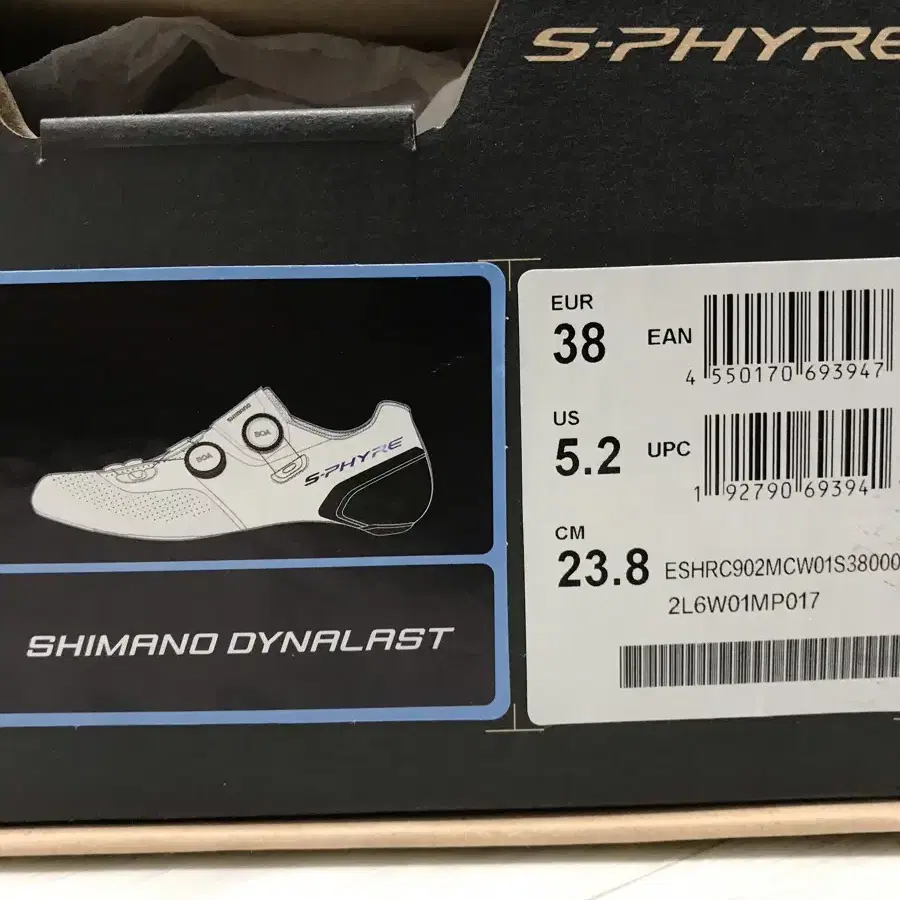 S-PHYRE
SHIMANO
BOA
BOA
S-PHYRE
SHIMANO DYNALAST
EUR
38
EAN
4 550170 693947
US
5.2
UPC
1 92790 69394
CM
23.8
ESHRC902MCW01S38000
2L6W01MP017